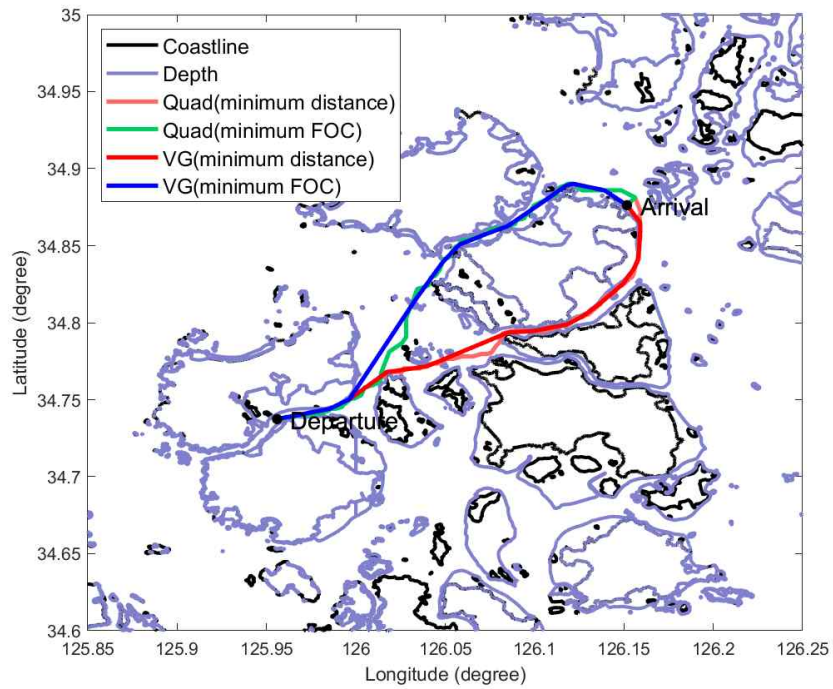 35
34.95
34.9
34.85
34.8
34.75
34.7
34.65
34.6
Latitude (degree)
Coastline
Depth
Quad(minimum distance)
Quad(minimum FOC)
VG(minimum distance)
VG(minimum FOC)
Arrival
Departure
125.85 125.9 125.95 126 126.05 126.1 126.15 126.2 126.25
Longitude (degree)